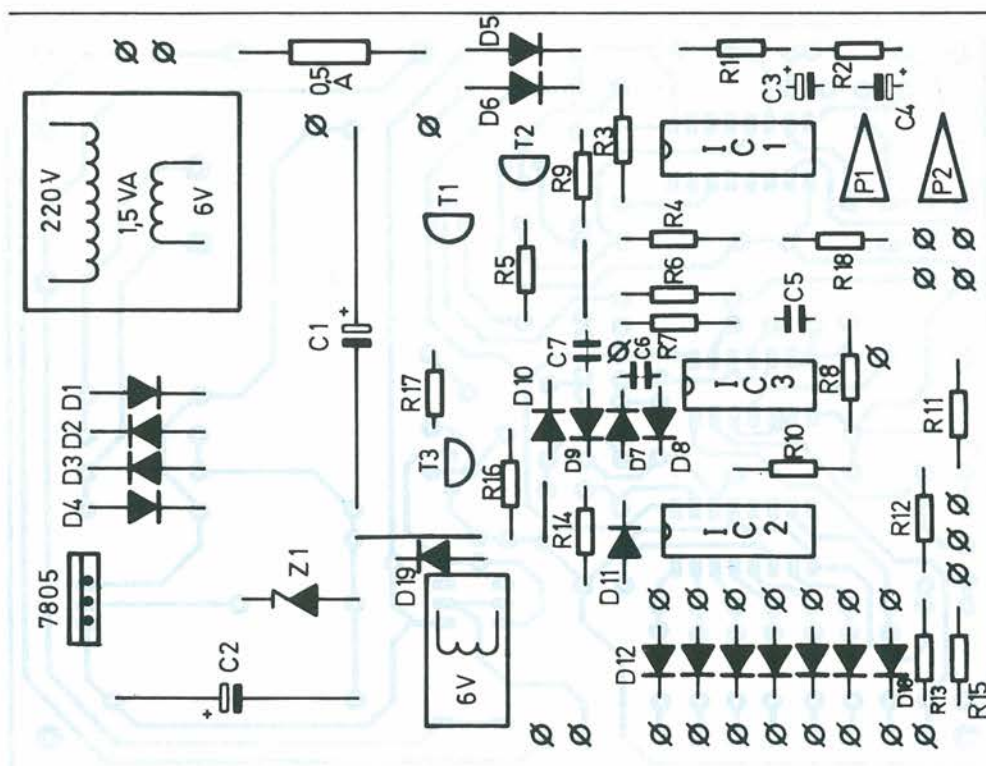 220 V
1,5 VA
6V
0,5
A
D5
D6
T2
T1
R1
R2
C3
+
C4
+
R3
R9
IC
1
P1
P2
R4
R5
R6
R7
R18
C1
+
C7
C6
C5
D1
D2
D3
D4
R17
T3
R16
D10
D9
D7
D8
IC
3
R8
R10
R11
7805
Z1
D19
R14
D11
IC
2
R12
C2
+
6V
D12
D18
R13
R15